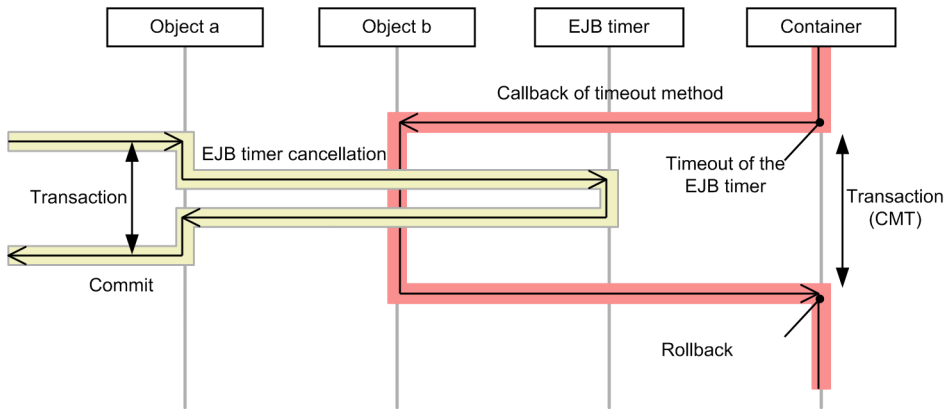 Object a
Object b
EJB timer
Container
Callback of timeout method
EJB timer cancellation
Timeout of the
EJB timer
Transaction
Transaction
(CMT)
Commit
Rollback